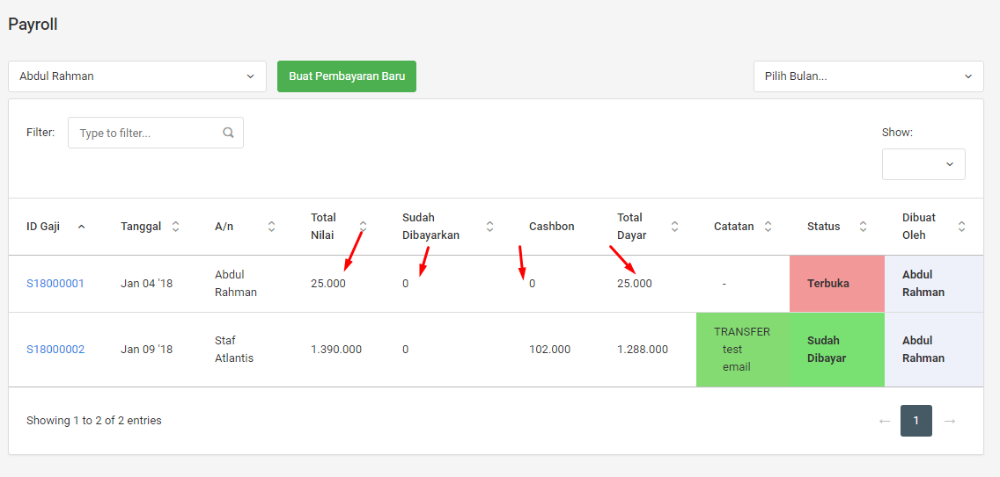 Payroll
Abdul Rahman
Buat Pembayaran Baru
Pilih Bulan...
Filter:
Type to filter...
Show:
ID Gaji
Tanggal
A/n
Total
Nilai
Sudah
Dibayarkan
Cashbon
Total
Dayar
Catatan
Status
Dibuat
Oleh
S18000001
Jan 04 '18
Abdul
Rahman
25.000
0
0
25.000
-
Terbuka
Abdul
Rahman
S18000002
Jan 09 '18
Staf
Atlantis
1.390.000
0
102.000
1.288.000
TRANSFER
test
email
Sudah
Dibayar
Abdul
Rahman
Showing 1 to 2 of 2 entries
← 1 →